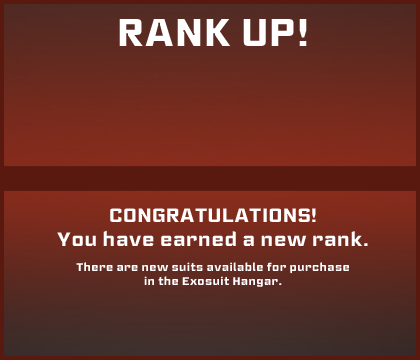 RANK UP!
CONGRATULATIONS!
You have earned a new rank.
There are new suits available for purchase
in the Exosuit Hangar.